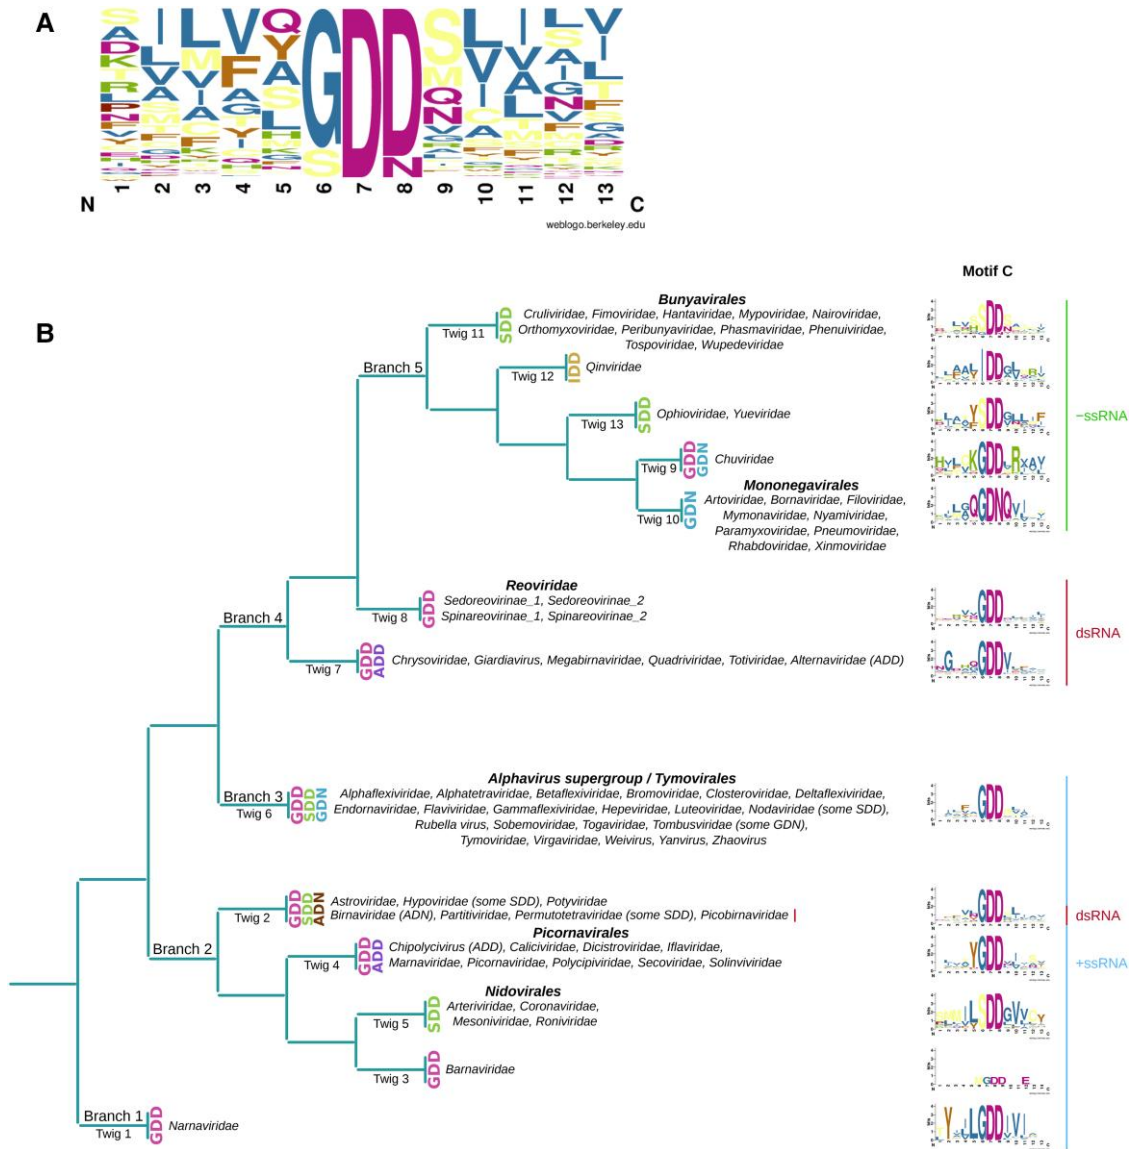 A
N
1 2 3 4 5 6 7 8 9 10 11 12 13
C
weblogo.berkeley.edu
Motif C
B
Bunyavirales
Cruliviridae, Fimoviridae, Hantaviridae, Mypoviridae, Nairoviridae,
Orthomyxoviridae, Peribunyaviridae, Phasmaviridae, Phenuiviridae,
Tospoviridae, Wupedeviridae
Twig 11
SDD
Branch 5
Twig 12
IDD
Qinviridae
Twig 13
SDD
Ophioviridae, Yueviridae
−ssRNA
Twig 9
GDD
GDN
Chuviridae
Mononegavirales
Twig 10
GDN
Artoviridae, Bornaviridae, Filoviridae,
Mymonaviridae, Nyamiviridae,
Paramyxoviridae, Pneumoviridae,
Rhabdoviridae, Xinmoviridae
Reoviridae
Twig 8
GDD
Sedoreovirinae_1, Sedoreovirinae_2
Spinareovirinae_1, Spinareovirinae_2
Branch 4
dsRNA
Twig 7
GDD
ADD
Chrysoviridae, Giardiavirus, Megabirnaviridae, Quadriviridae, Totiviridae, Alternaviridae (ADD)
Alphavirus supergroup / Tymovirales
Branch 3
Twig 6
GDD
SDD
GDN
Alphaflexiviridae, Alphatetraviridae, Betaflexiviridae, Bromoviridae, Closteroviridae, Deltaflexiviridae,
Endornaviridae, Flaviviridae, Gammaflexiviridae, Hepeviridae, Luteoviridae, Nodaviridae (some SDD),
Rubella virus, Sobemoviridae, Togaviridae, Tombusviridae (some GDN),
Tymoviridae, Virgaviridae, Weivirus, Yanvirus, Zhaovirus
Twig 2
GDD
SDD
ADN
Astroviridae, Hypoviridae (some SDD), Potyviridae
Birnaviridae (ADN), Partitiviridae, Permutotetraviridae (some SDD), Picobirnaviridae
dsRNA
Branch 2
Picornavirales
Twig 4
GDD
ADD
Chipolycivirus (ADD), Caliciviridae, Dicistroviridae, Iflaviridae,
Marnaviridae, Picornaviridae, Polycipiviridae, Secoviridae, Solinviviridae
+ssRNA
Nidovirales
Twig 5
SDD
Arteriviridae, Coronaviridae,
Mesoniviridae, Roniviridae
Twig 3
GDD
Barnaviridae
Branch 1
Twig 1
GDD
Narnaviridae